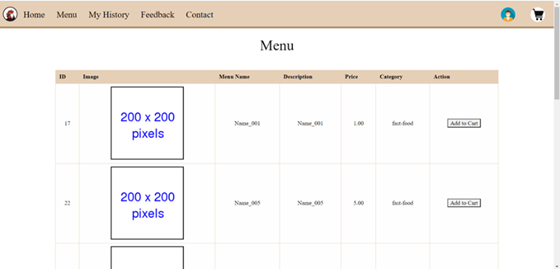 Home Menu My History Feedback Contact
Menu
ID Image Menu Name Description Price Category Action
17 200 x 200 pixels Name_001 Name_001 1.00 fast-food Add to Cart
22 200 x 200 pixels Name_005 Name_005 5.00 fast-food Add to Cart